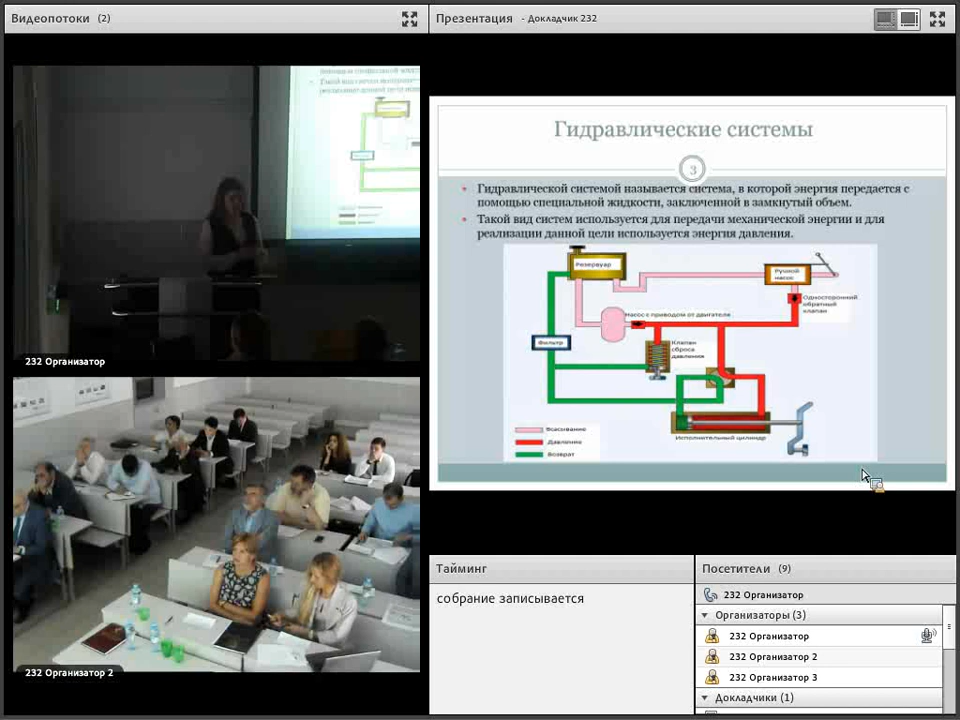 Видеопотоки (2)
Презентация - Докладчик 232
232 Организатор
232 Организатор 2
Гидравлические системы
3
• Гидравлической системой называется система, в которой энергия передается с
помощью специальной жидкости, заключенной в замкнутый объем.
• Такой вид систем используется для передачи механической энергии и для
реализации данной цели используется энергия давления.
Резервуар
Ручной
насос
Односторонний
обратный
клапан
Насос с приводом от двигателя
Фильтр
Клапан
сброса
давления
Исполнительный цилиндр
Всасывание
Давление
Возврат
Тайминг
собрание записывается
Посетители (9)
232 Организатор
Организаторы (3)
232 Организатор
232 Организатор 2
232 Организатор 3
Докладчики (1)